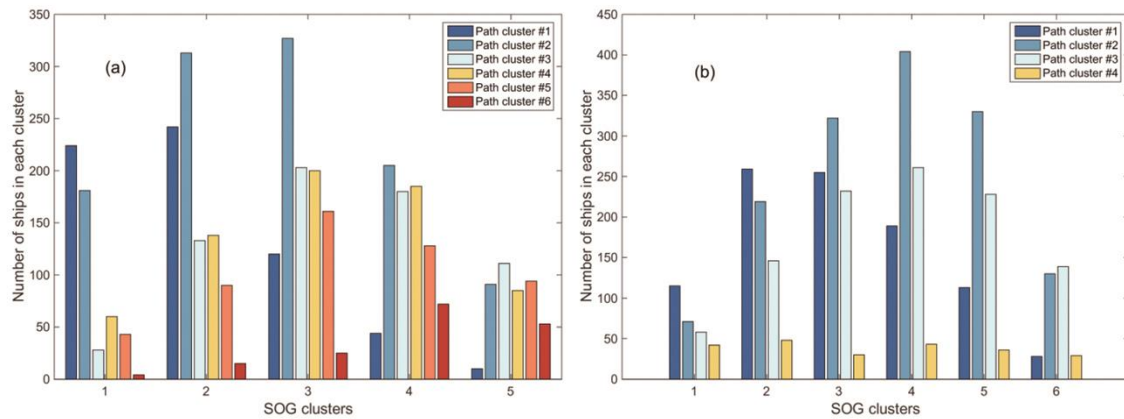 350
300
250
200
150
100
50
0
Number of ships in each cluster
(a)
Path cluster #1
Path cluster #2
Path cluster #3
Path cluster #4
Path cluster #5
Path cluster #6
1 2 3 4 5
SOG clusters
450
400
350
300
250
200
150
100
50
0
Number of ships in each cluster
(b)
Path cluster #1
Path cluster #2
Path cluster #3
Path cluster #4
1 2 3 4 5 6
SOG clusters